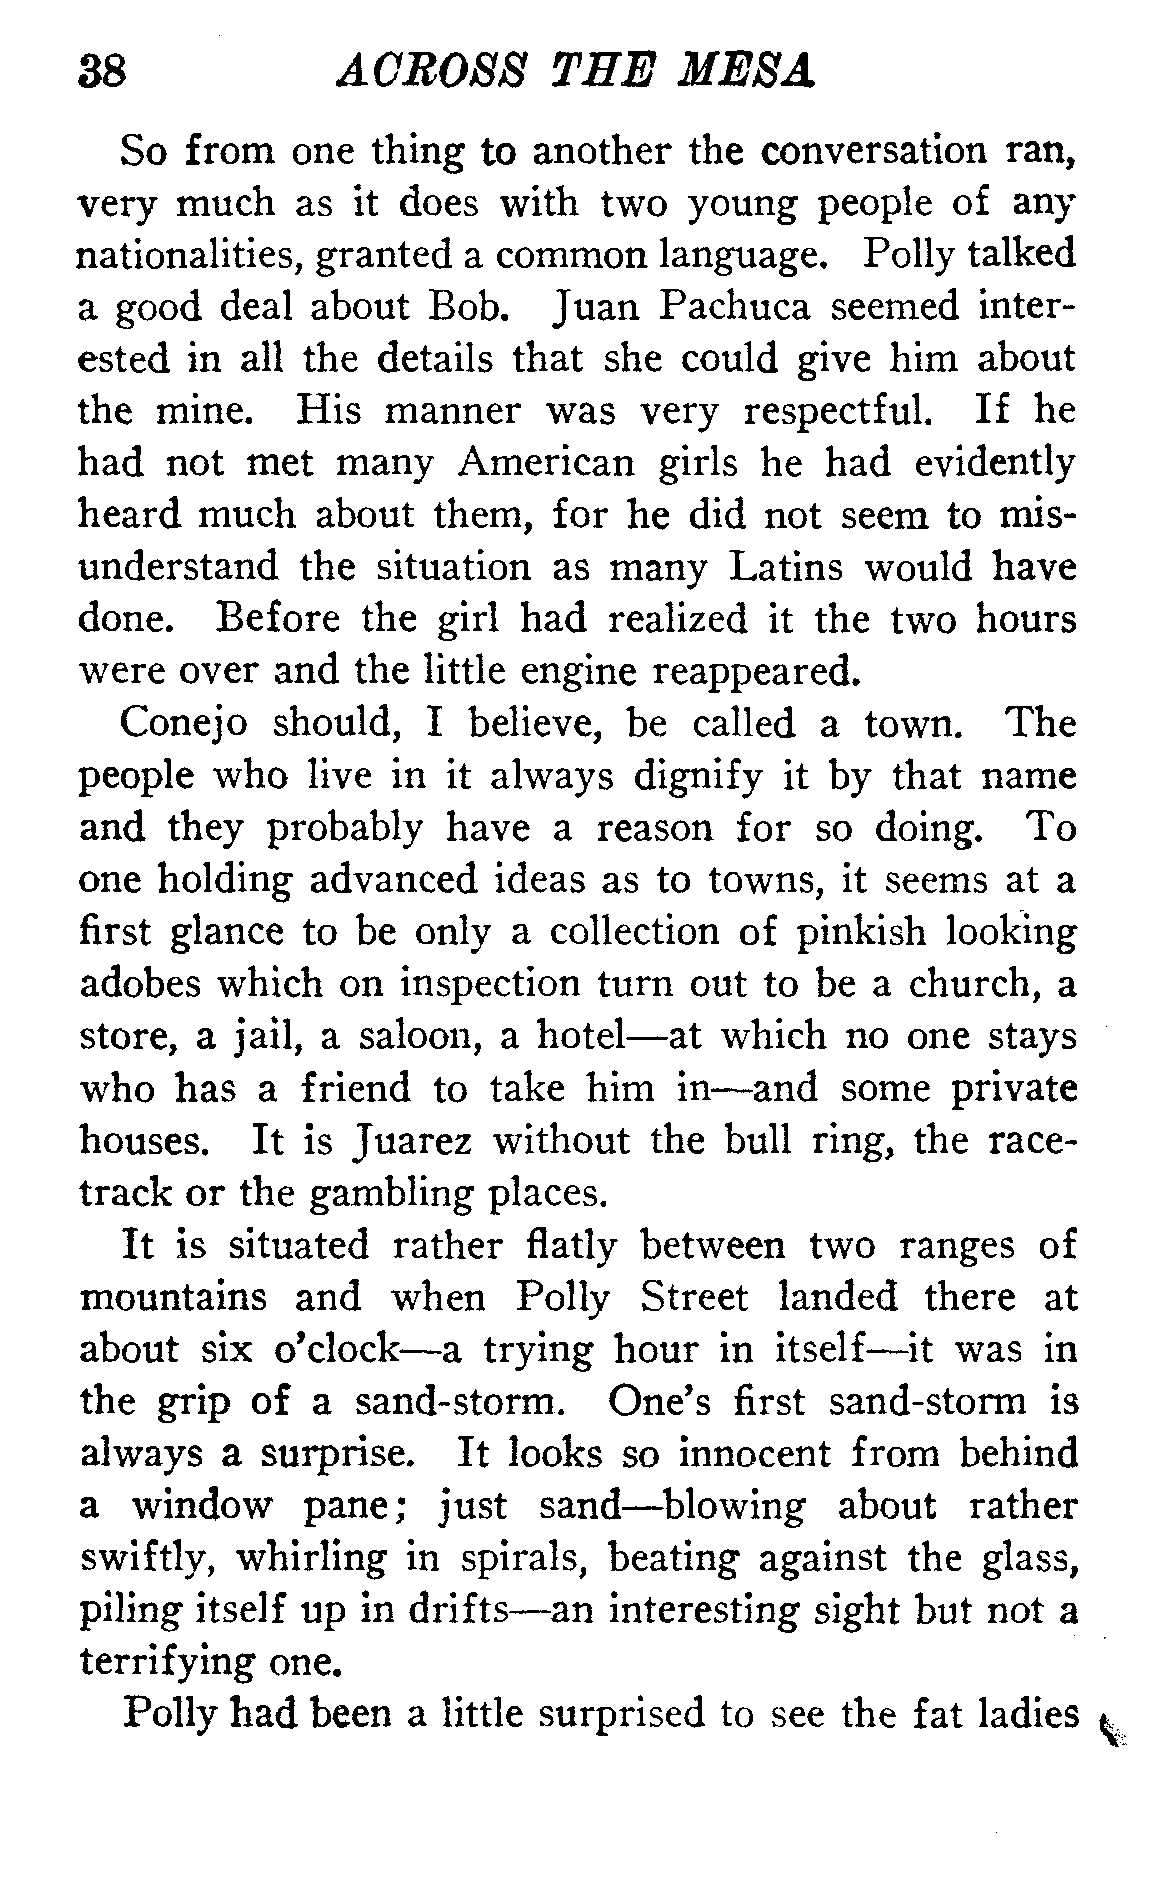 38 ACROSS THE MESA
So from one thing to another the conversation ran,
very much as it does with two young people of any
nationalities, granted a common language. Polly talked
a good deal about Bob. Juan Pachuca seemed inter-
ested in all the details that she could give him about
the mine. His manner was very respectful. If he
had not met many American girls he had evidently
heard much about them, for he did not seem to mis-
understand the situation as many Latins would have
done. Before the girl had realized it the two hours
were over and the little engine reappeared.
Conejo should, I believe, be called a town. The
people who live in it always dignify it by that name
and they probably have a reason for so doing. To
one holding advanced ideas as to towns, it seems at a
first glance to be only a collection of pinkish looking
adobes which on inspection turn out to be a church, a
store, a jail, a saloon, a hotel—at which no one stays
who has a friend to take him in—and some private
houses. It is Juarez without the bull ring, the race-
track or the gambling places.
It is situated rather flatly between two ranges of
mountains and when Polly Street landed there at
about six o'clock—a trying hour in itself—it was in
the grip of a sand-storm. One's first sand-storm is
always a surprise. It looks so innocent from behind
a window pane; just sand—blowing about rather
swiftly, whirling in spirals, beating against the glass,
piling itself up in drifts—an interesting sight but not a
terrifying one.
Polly had been a little surprised to see the fat ladies